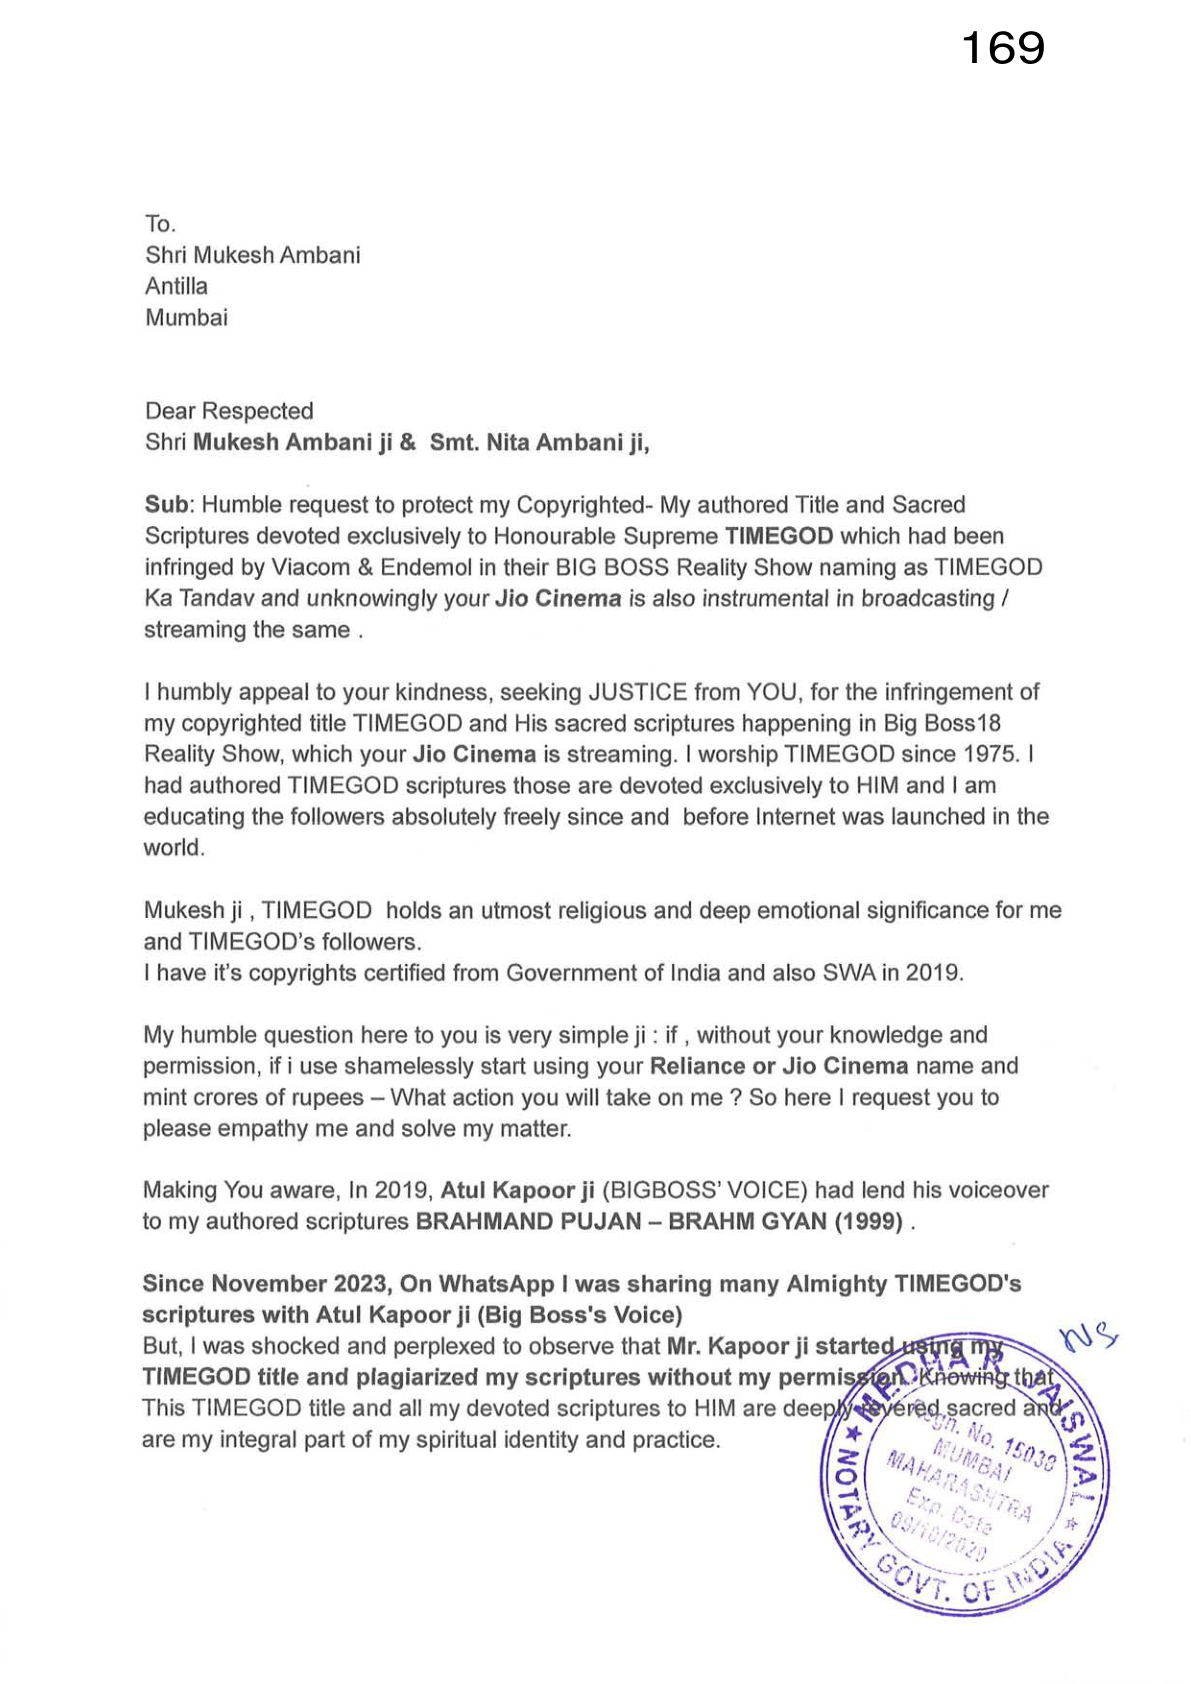 169
To.
Shri Mukesh Ambani
Antilla
Mumbai
Dear Respected
Shri Mukesh Ambani ji &  Smt. Nita Ambani ji,
Sub: Humble request to protect my Copyrighted- My authored Title and Sacred
Scriptures devoted exclusively to Honourable Supreme TIMEGOD which had been
infringed by Viacom & Endemol in their BIG BOSS Reality Show naming as TIMEGOD
Ka Tandav and unknowingly your Jio Cinema is also instrumental in broadcasting /
streaming the same .
I humbly appeal to your kindness, seeking JUSTICE from YOU, for the infringement of
my copyrighted title TIMEGOD and His sacred scriptures happening in Big Boss18
Reality Show, which your Jio Cinema is streaming. I worship TIMEGOD since 1975. I
had authored TIMEGOD scriptures those are devoted exclusively to HIM and I am
educating the followers absolutely freely since and  before Internet was launched in the
world.
Mukesh ji , TIMEGOD  holds an utmost religious and deep emotional significance for me
and TIMEGOD's followers.
I have it's copyrights certified from Government of India and also SWA in 2019.
My humble question here to you is very simple ji : if , without your knowledge and
permission, if i use shamelessly start using your Reliance or Jio Cinema name and
mint crores of rupees – What action you will take on me ? So here I request you to
please empathy me and solve my matter.
Making You aware, In 2019, Atul Kapoor ji (BIGBOSS' VOICE) had lend his voiceover
to my authored scriptures BRAHMAND PUJAN – BRAHM GYAN (1999) .
Since November 2023, On WhatsApp I was sharing many Almighty TIMEGOD's
scriptures with Atul Kapoor ji (Big Boss's Voice)
But, I was shocked and perplexed to observe that Mr. Kapoor ji started using my
TIMEGOD title and plagiarized my scriptures without my permission. Knowing that
This TIMEGOD title and all my devoted scriptures to HIM are deeply revered sacred and
are my integral part of my spiritual identity and practice.
NS
MEDHA R. JAISWAL
Regn. No. 15038
MUMBAI
MAHARASHTRA
Exp. Date
NOTARY GOVT. OF INDIA